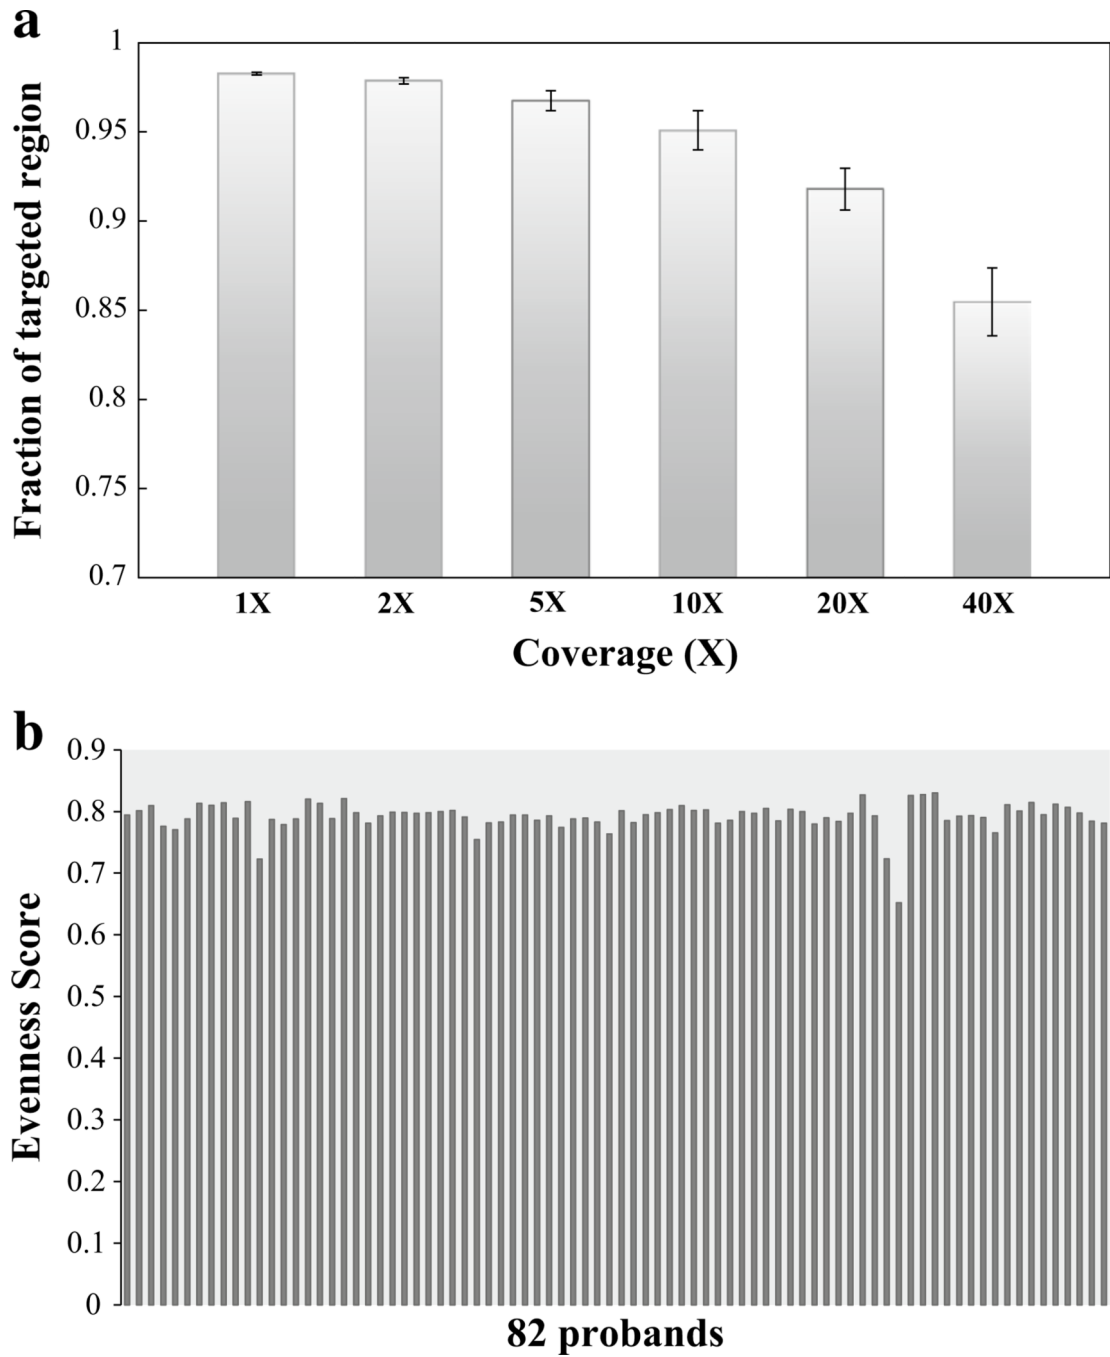 a
Fraction of targeted region
1
0.95
0.9
0.85
0.8
0.75
0.7
1X 2X 5X 10X 20X 40X
Coverage (X)
b
Evenness Score
0.9
0.8
0.7
0.6
0.5
0.4
0.3
0.2
0.1
0
82 probands